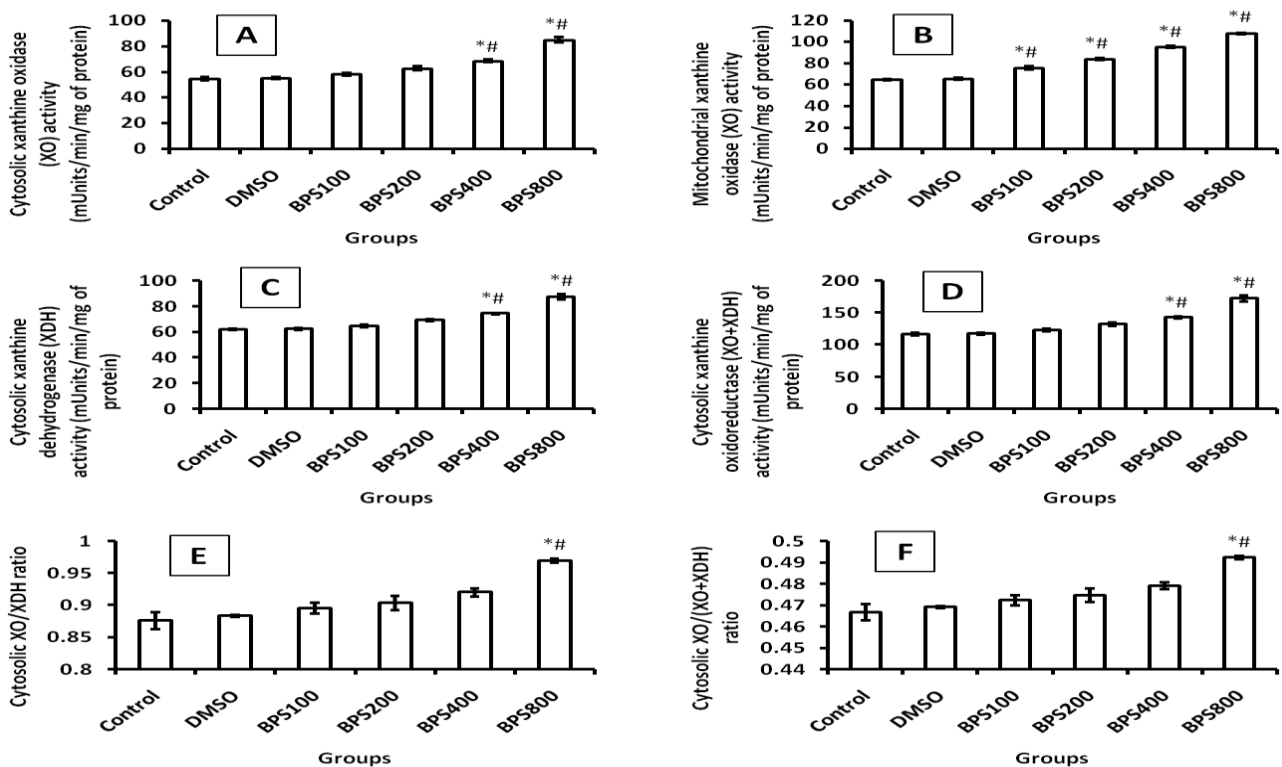 Cytosolic xanthine oxidase
(XO) activity
(mUnits/min/mg of protein)
100
80
60
40
20
0
A
*#
*#
Control
DMSO
BPS100
BPS200
BPS400
BPS800
Groups
Mitochondrial xanthine
oxidase (XO) activity
(mUnits/min/mg of protein)
120
100
80
60
40
20
0
B
*#
*#
*#
*#
Control
DMSO
BPS100
BPS200
BPS400
BPS800
Groups
Cytosolic xanthine
dehydrogenase (XDH)
activity (mUnits/min/mg of
protein)
100
80
60
40
20
0
C
*#
*#
Control
DMSO
BPS100
BPS200
BPS400
BPS800
Groups
Cytosolic xanthine
oxidoreductase (XO+XDH)
activity (mUnits/min/mg of
protein)
200
150
100
50
0
D
*#
*#
Control
DMSO
BPS100
BPS200
BPS400
BPS800
Groups
Cytosolic XO/XDH ratio
1
0.95
0.9
0.85
0.8
E
*#
Control
DMSO
BPS100
BPS200
BPS400
BPS800
Groups
Cytosolic XO/(XO+XDH)
ratio
0.5
0.49
0.48
0.47
0.46
0.45
0.44
F
*#
Control
DMSO
BPS100
BPS200
BPS400
BPS800
Groups